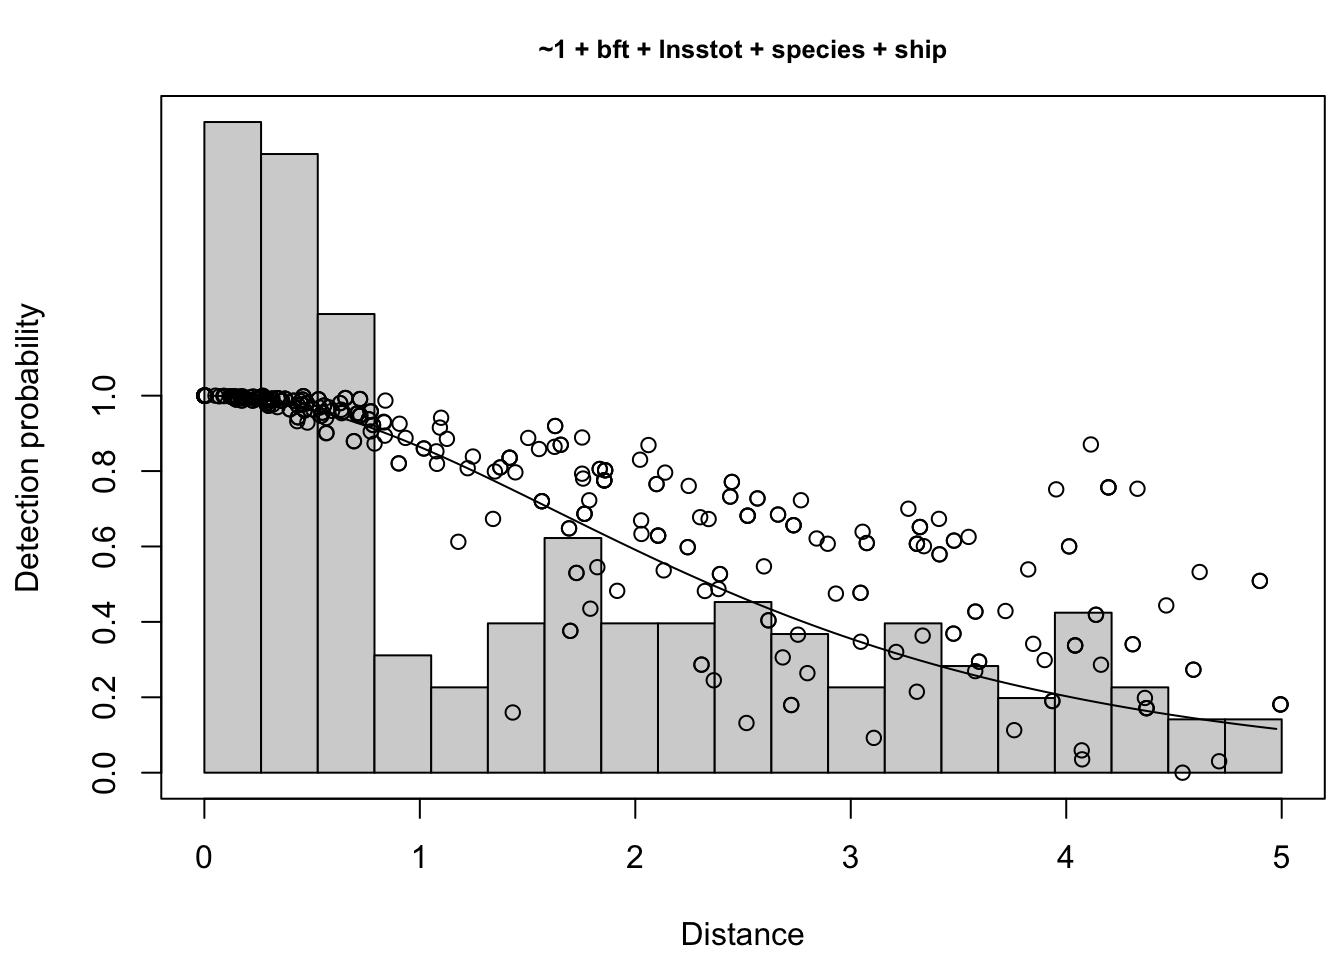 ~1 + bft + lnsstot + species + ship
Detection probability
1.0
0.8
0.6
0.4
0.2
0.0
0 1 2 3 4 5
Distance